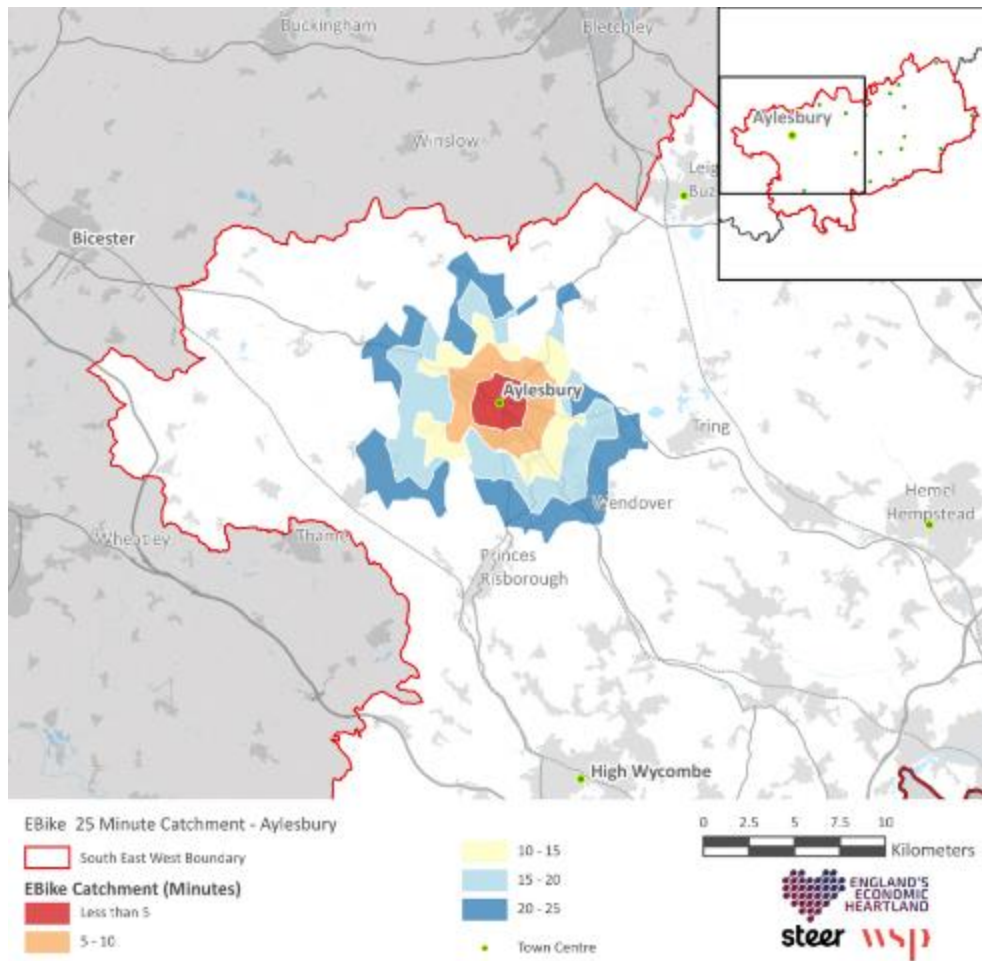 Buckingham
Bletchley
Winslow
Aylesbury
Leig
Buz
Bicester
Aylesbury
Tring
Hemel
Hempstead
Wendover
Wheatley
Thame
Princes
Risborough
High Wycombe
EBike 25 Minute Catchment - Aylesbury
South East West Boundary
EBike Catchment (Minutes)
Less than 5
5 - 10
10 - 15
15 - 20
20 - 25
Town Centre
0 2.5 5 7.5 10
Kilometers
ENGLAND'S
ECONOMIC
HEARTLAND
steer wsp